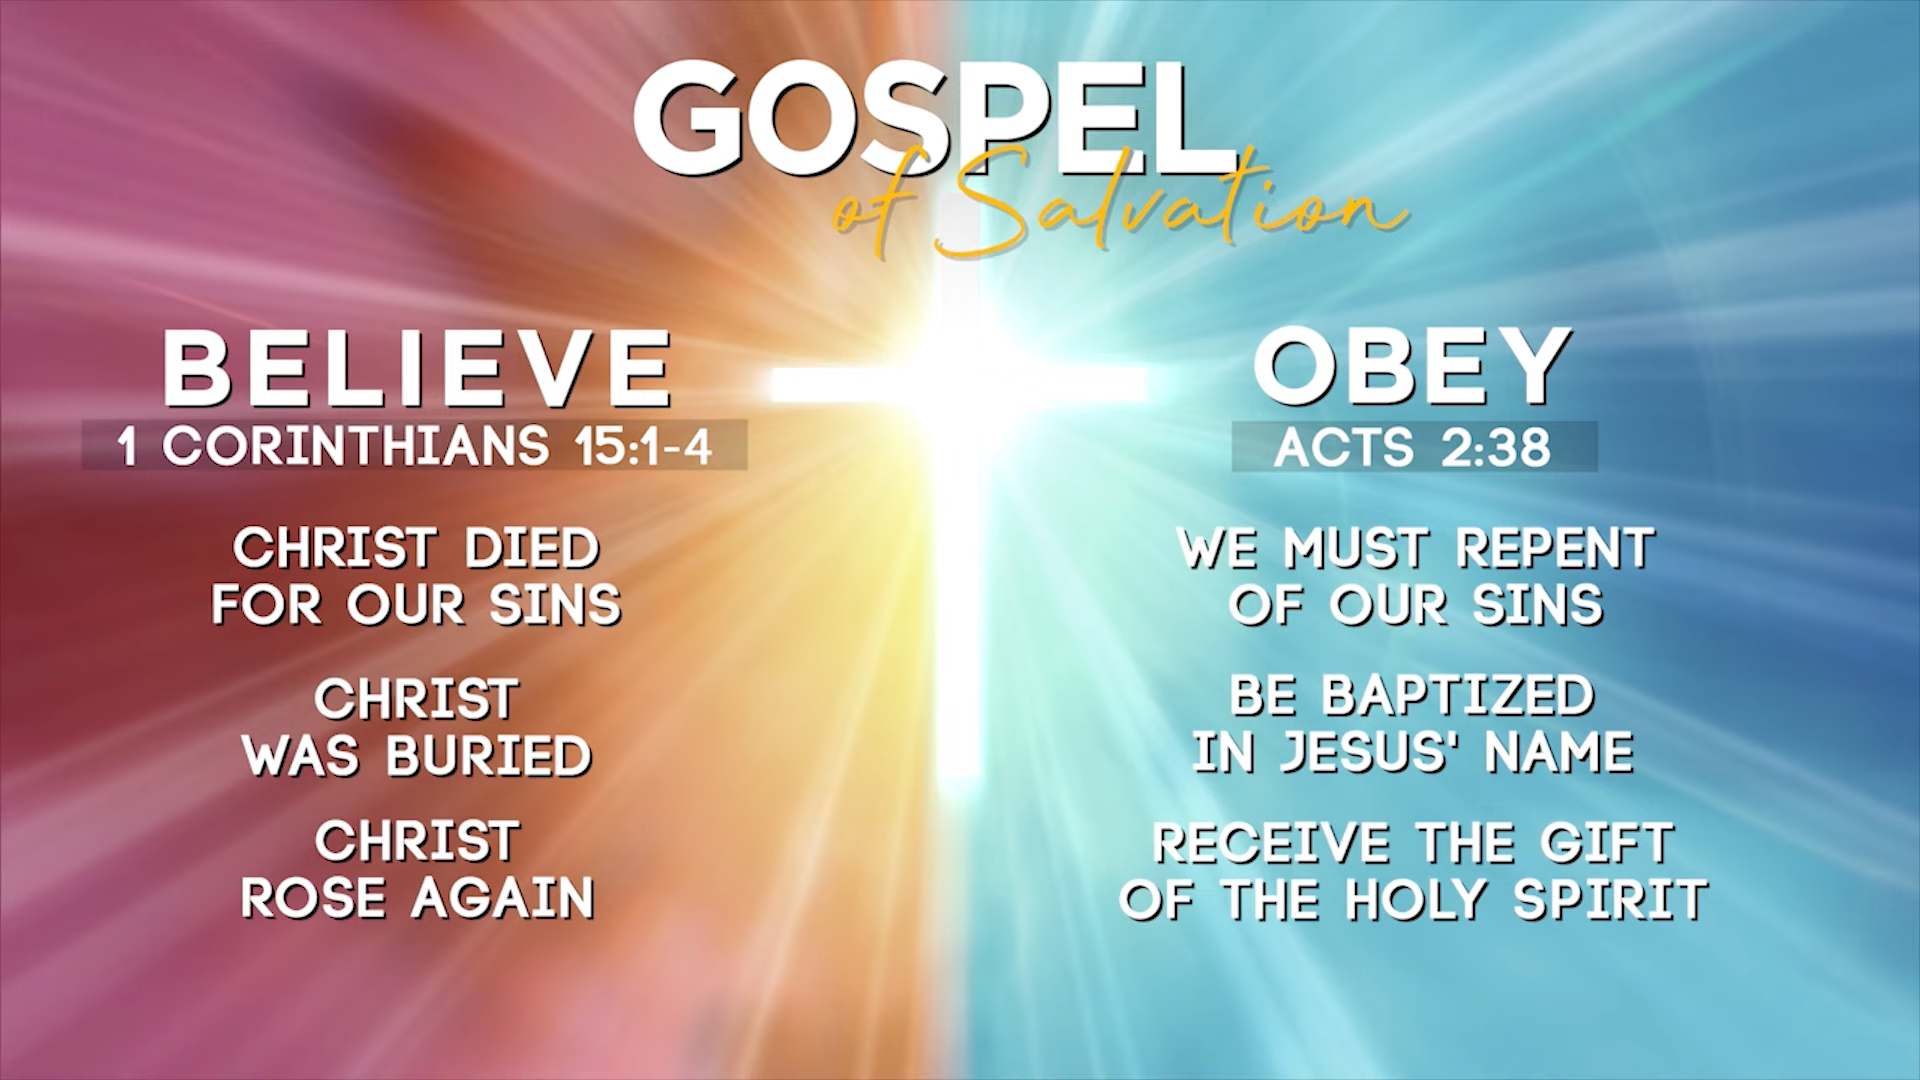 GOSPEL
of Salvation
BELIEVE
1 CORINTHIANS 15:1-4
CHRIST DIED
FOR OUR SINS
CHRIST
WAS BURIED
CHRIST
ROSE AGAIN
OBEY
ACTS 2:38
WE MUST REPENT
OF OUR SINS
BE BAPTIZED
IN JESUS' NAME
RECEIVE THE GIFT
OF THE HOLY SPIRIT